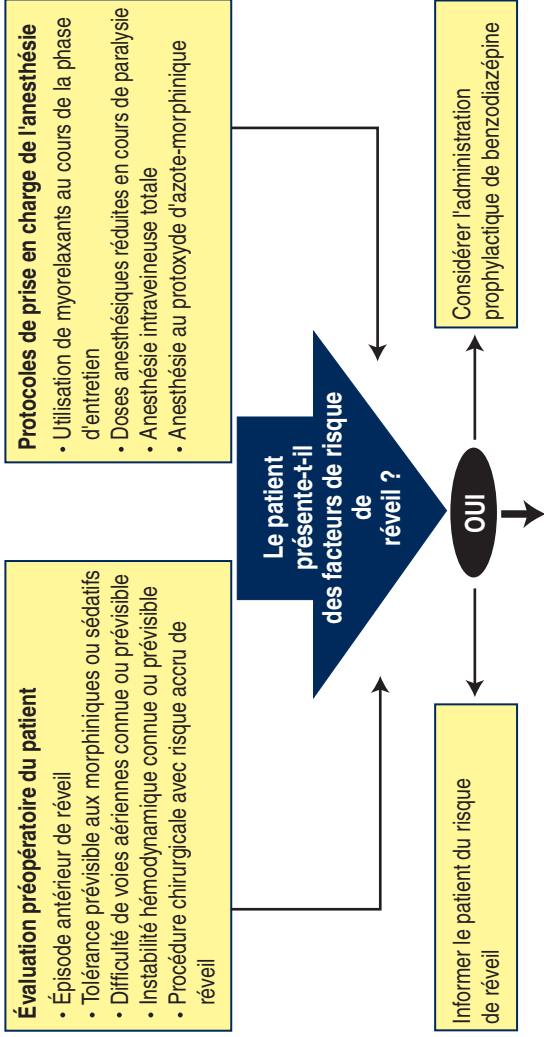 Évaluation préopératoire du patient
· Épisode antérieur de réveil
· Tolérance prévisible aux morphiniques ou sédatifs
· Difficulté de voies aériennes connue ou prévisible
· Instabilité hémodynamique connue ou prévisible
· Procédure chirurgicale avec risque accru de
réveil
Protocoles de prise en charge de l'anesthésie
· Utilisation de myorelaxants au cours de la phase
d'entretien
· Doses anesthésiques réduites en cours de paralysie
· Anesthésie intraveineuse totale
· Anesthésie au protoxyde d'azote-morphinique
Le patient
présente-t-il
des facteurs de risque
de
réveil ?
OUI
Informer le patient du risque
de réveil
Considérer l'administration
prophylactique de benzodiazépine